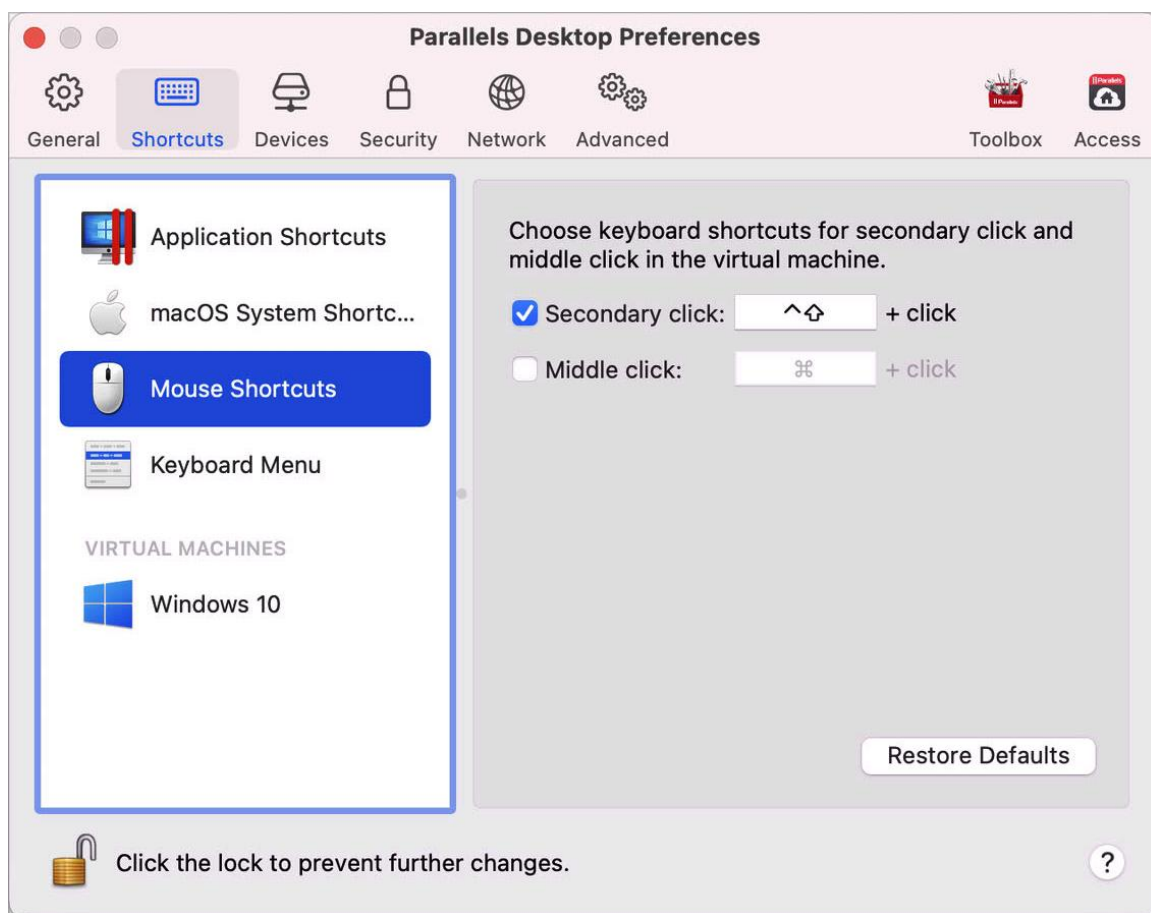 Parallels Desktop Preferences
General
Shortcuts
Devices
Security
Network
Advanced
Toolbox
Access
|| Parallels
|| Parallels
Application Shortcuts
macOS System Shortc...
Mouse Shortcuts
Keyboard Menu
VIRTUAL MACHINES
Windows 10
Choose keyboard shortcuts for secondary click and
middle click in the virtual machine.
Secondary click: ^⇧ + click
Middle click: ⌘ + click
Restore Defaults
Click the lock to prevent further changes.
?